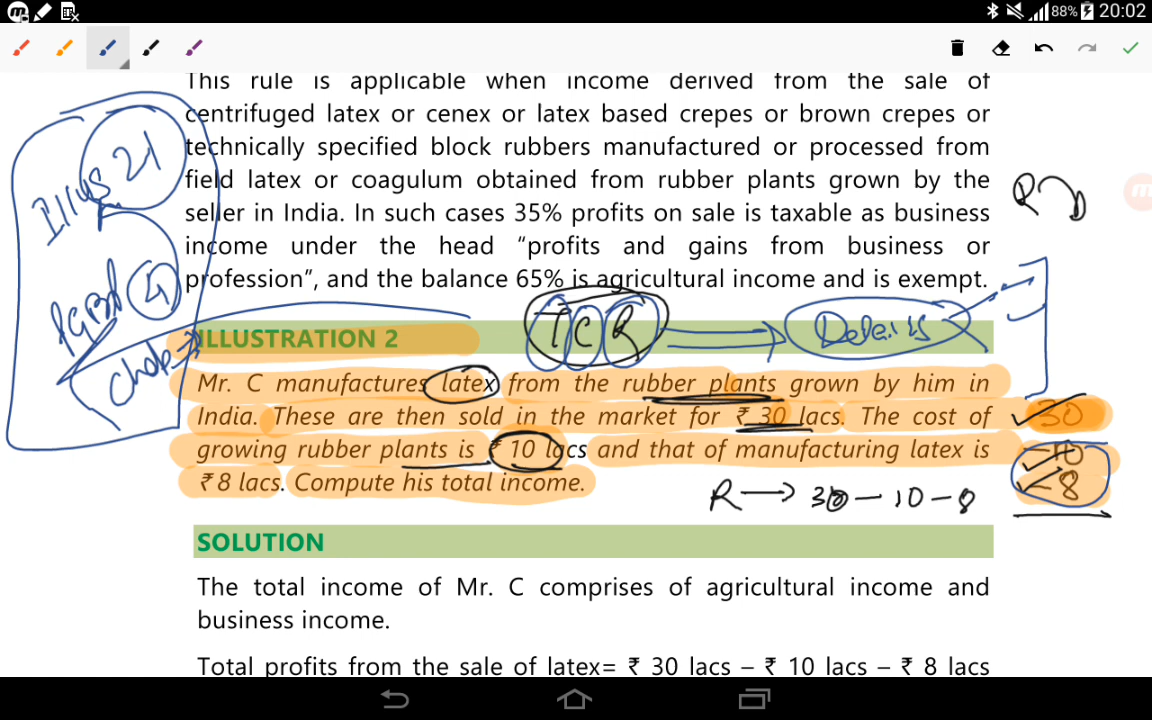 88% 20:02
This rule is applicable when income derived from the sale of
centrifuged latex or cenex or latex based crepes or brown crepes or
technically specified block rubbers manufactured or processed from
field latex or coagulum obtained from rubber plants grown by the
seller in India. In such cases 35% profits on sale is taxable as business
income under the head “profits and gains from business or
profession”, and the balance 65% is agricultural income and is exempt.
Illus 21
4
Chap
R
ILLUSTRATION 2
T C R
Details
Mr. C manufactures latex from the rubber plants grown by him in
India. These are then sold in the market for ₹ 30 lacs. The cost of
30
growing rubber plants is ₹ 10 lacs and that of manufacturing latex is
-10
₹ 8 lacs. Compute his total income.
-8
R → 30 - 10 - 8
SOLUTION
The total income of Mr. C comprises of agricultural income and
business income.
Total profits from the sale of latex= ₹ 30 lacs – ₹ 10 lacs – ₹ 8 lacs